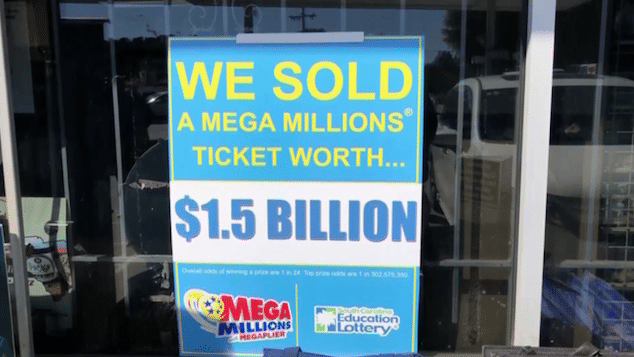 WE SOLD
A MEGA MILLIONS®
TICKET WORTH...
$1.5 BILLION
Overall odds of winning a prize are 1 in 24. Top prize odds are 1 in 302,575,350.
MEGA
MILLIONS
MEGAPLIER
South Carolina
Education
Lottery®